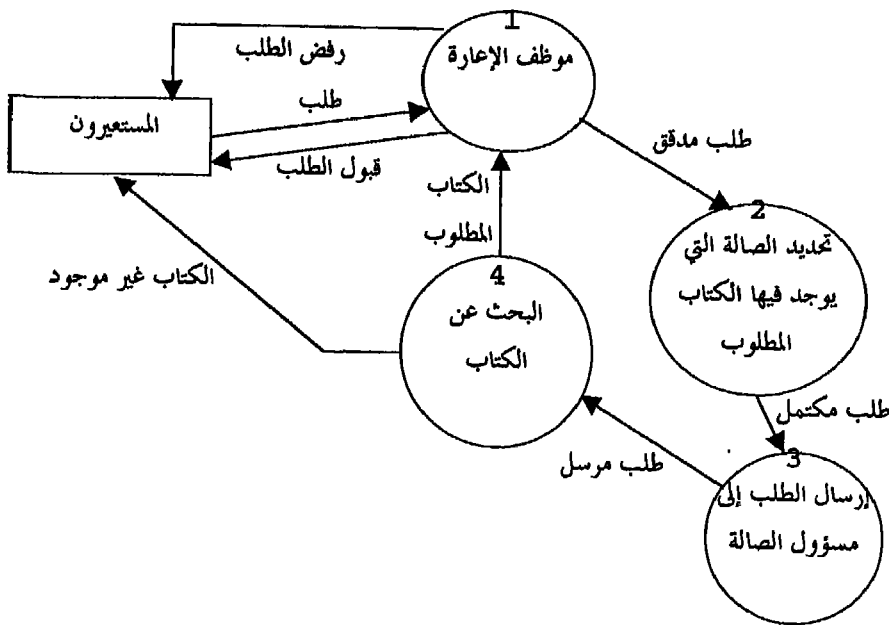 1
موظف الإعارة
رفض الطلب
طلب
المستعيرون
قبول الطلب
طلب مدقق
الكتاب
المطلوب
2
تحديد الصالة التي
يوجد فيها الكتاب
المطلوب
4
البحث عن
الكتاب
الكتاب غير موجود
طلب مكتمل
طلب مرسل
3
إرسال الطلب إلى
مسؤول الصالة